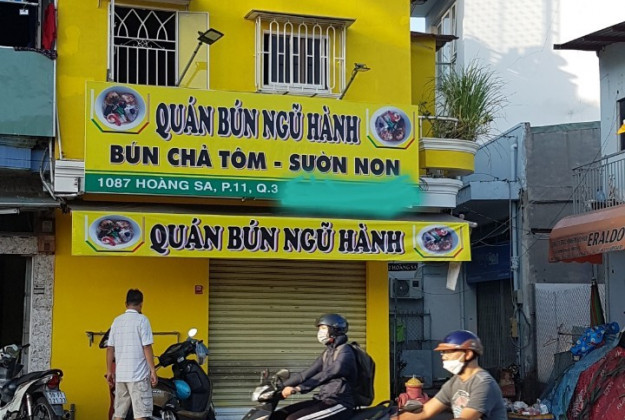 QUÁN BÚN NGŨ HÀNH
BÚN CHẢ TÔM - SƯỜN NON
1087 HOÀNG SA, P.11, Q.3
QUÁN BÚN NGŨ HÀNH
ERALDO